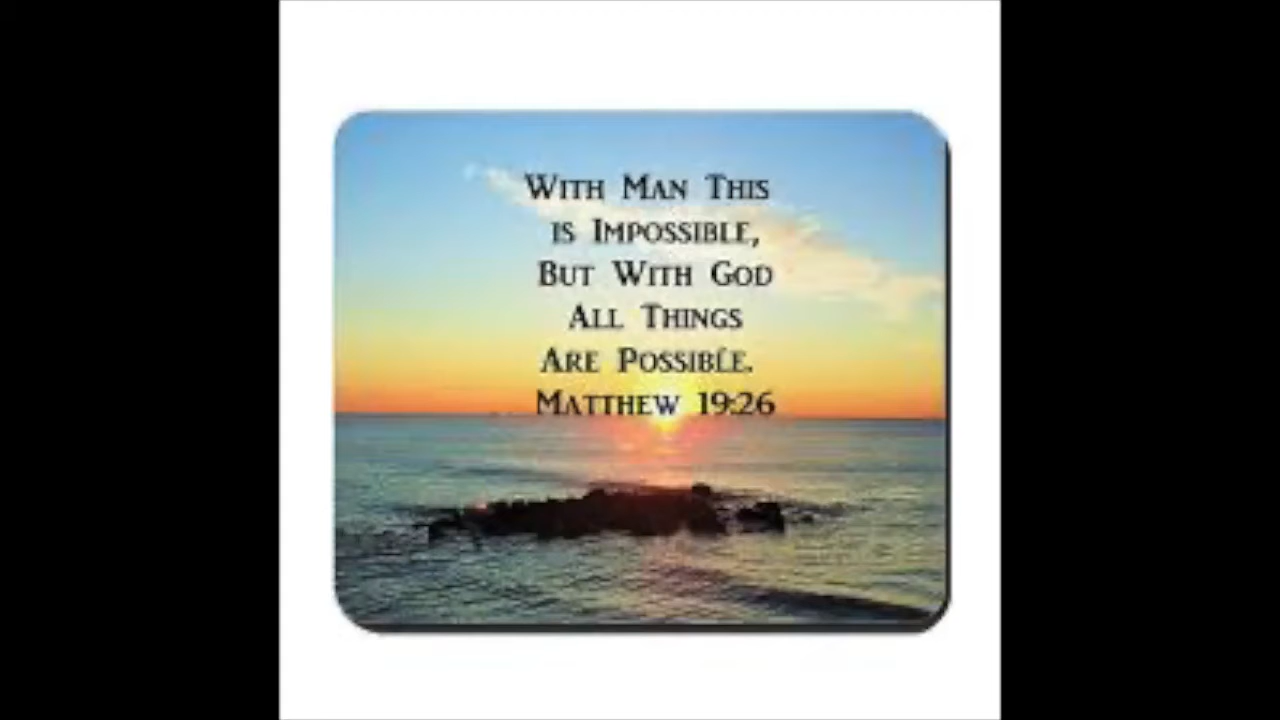 With Man This
is Impossible,
But With God
All Things
Are Possible.
Matthew 19:26